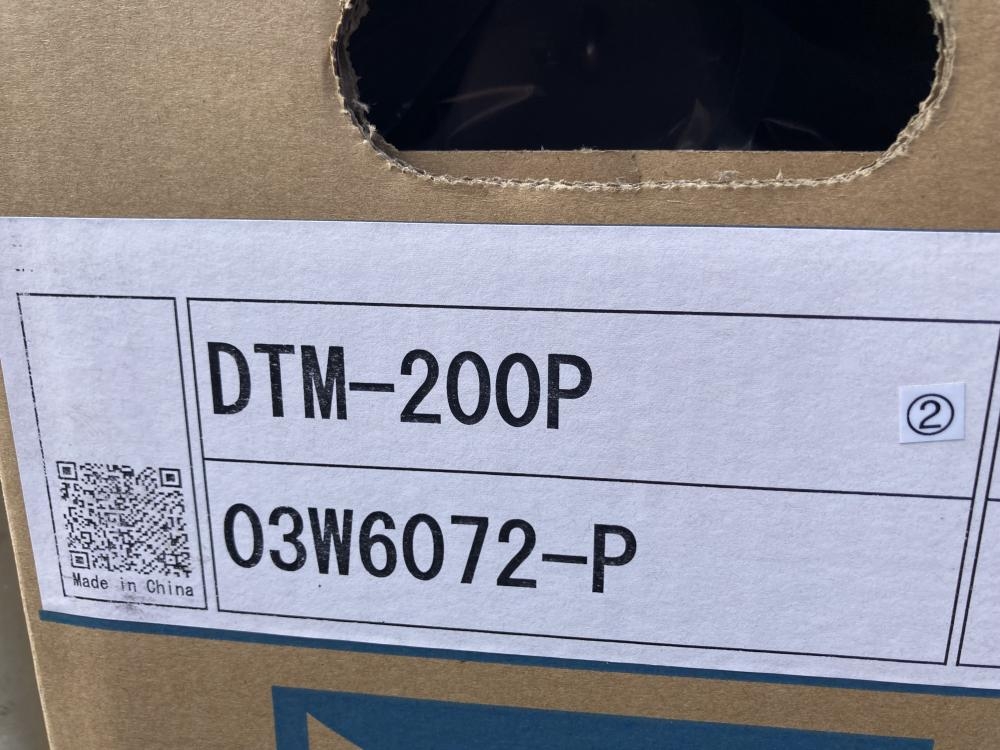 DTM-200P
②
03W6072-P
Made in China